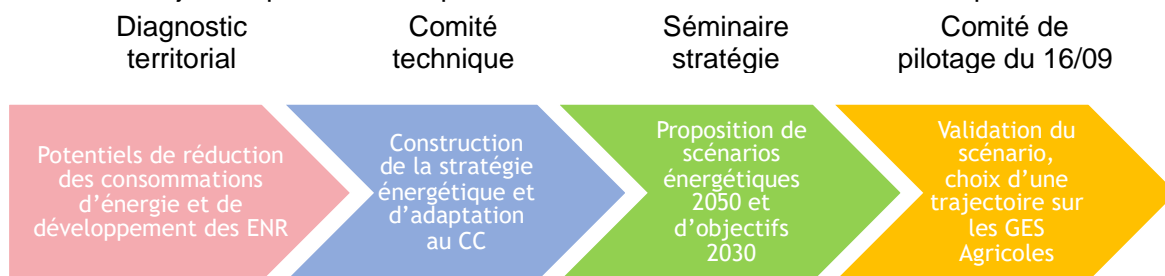 Diagnostic
territorial
Comité
technique
Séminaire
stratégie
Comité de
pilotage du 16/09
Potentiels de réduction
des consommations
d'énergie et de
développement des ENR
Construction
de la stratégie
énergétique et
d'adaptation
au CC
Proposition de
scénarios
énergétiques
2050 et
d'objectifs
2030
Validation du
scénario,
choix d'une
trajectoire sur
les GES
Agricoles